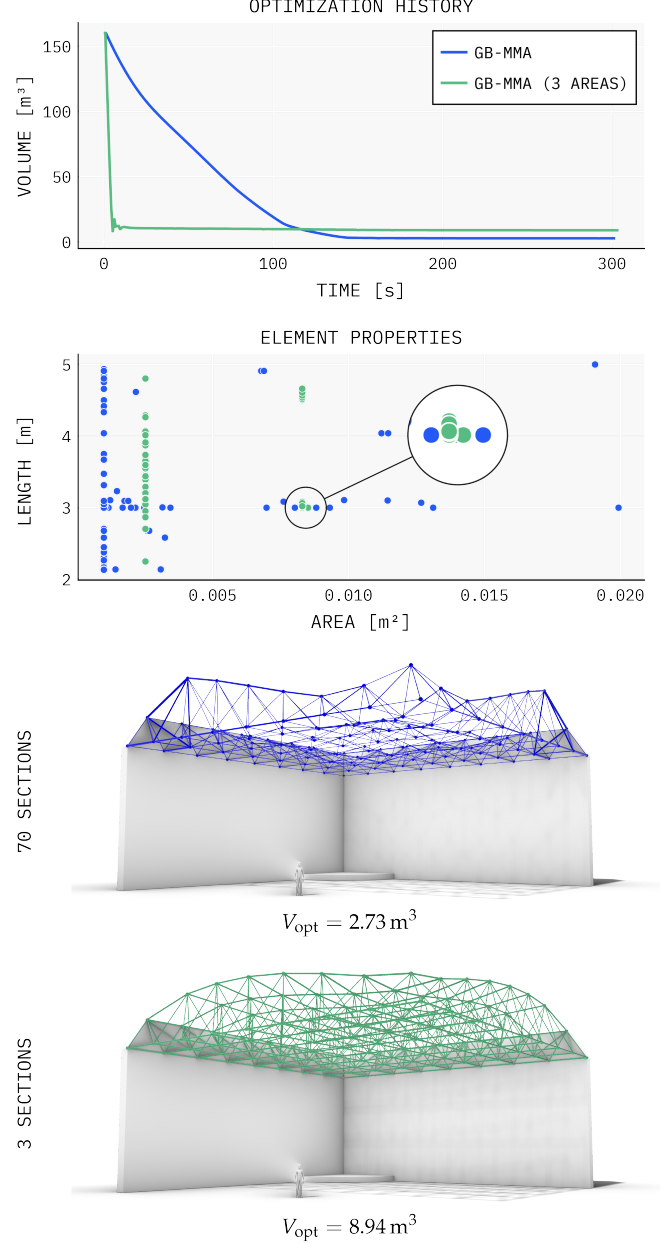 OPTIMIZATION HISTORY
VOLUME [m³]
150
100
50
0
GB-MMA
GB-MMA (3 AREAS)
0 100 200 300
TIME [s]
ELEMENT PROPERTIES
LENGTH [m]
5
4
3
2
0.005 0.010 0.015 0.020
AREA [m²]
70 SECTIONS
V_opt = 2.73 m³
3 SECTIONS
V_opt = 8.94 m³